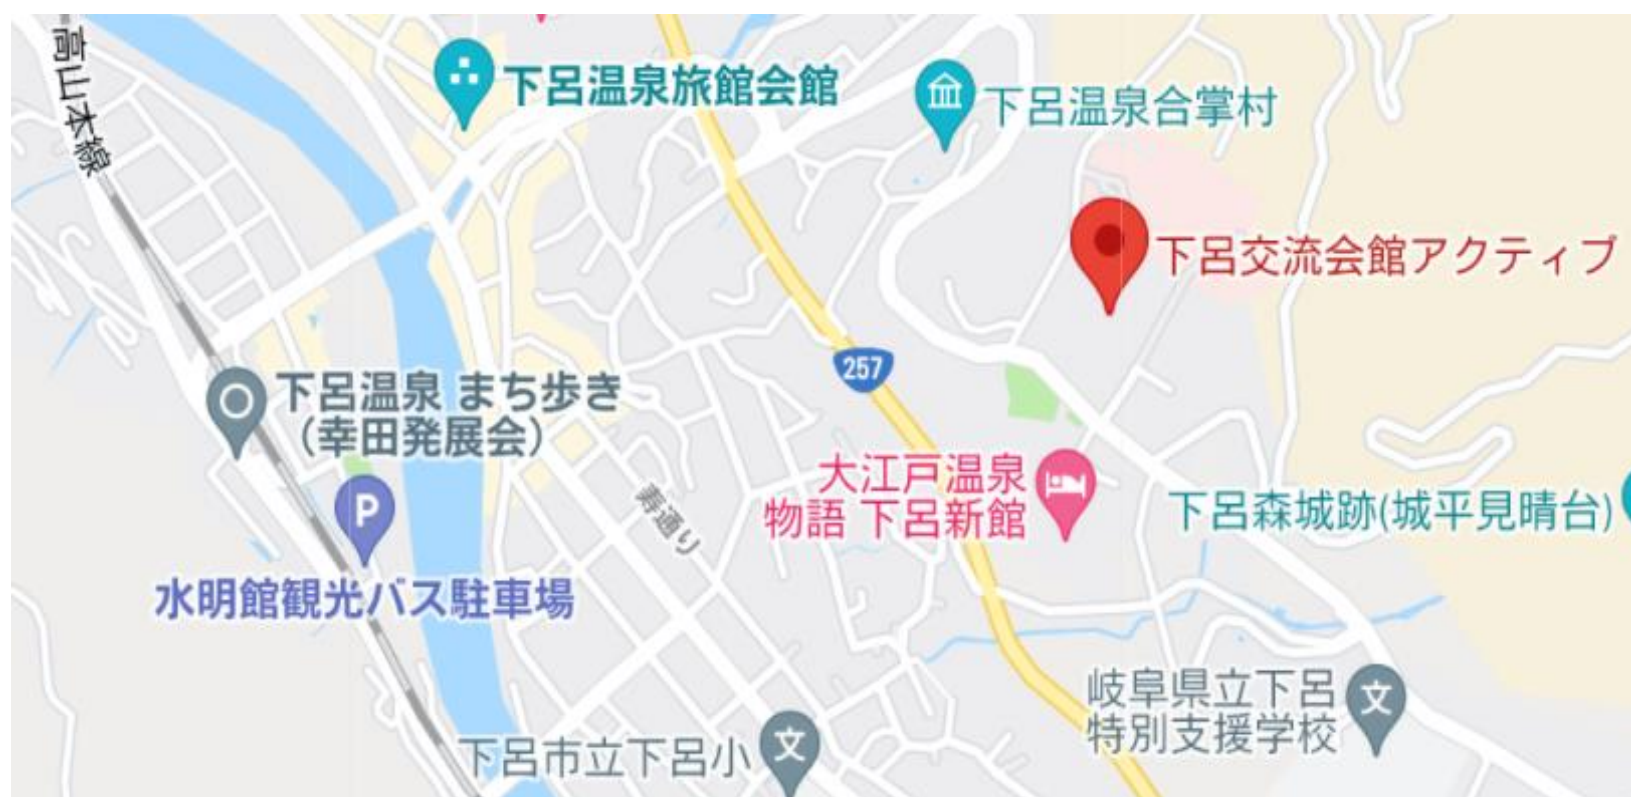 高山本線
下呂温泉旅館会館
下呂温泉合掌村
下呂交流会館アクティブ
257
下呂温泉 まち歩き
(幸田発展会)
大江戸温泉
物語 下呂新館
寿通り
下呂森城跡(城平見晴台)
P
水明館観光バス駐車場
岐阜県立下呂
特別支援学校
文
下呂市立下呂小
文